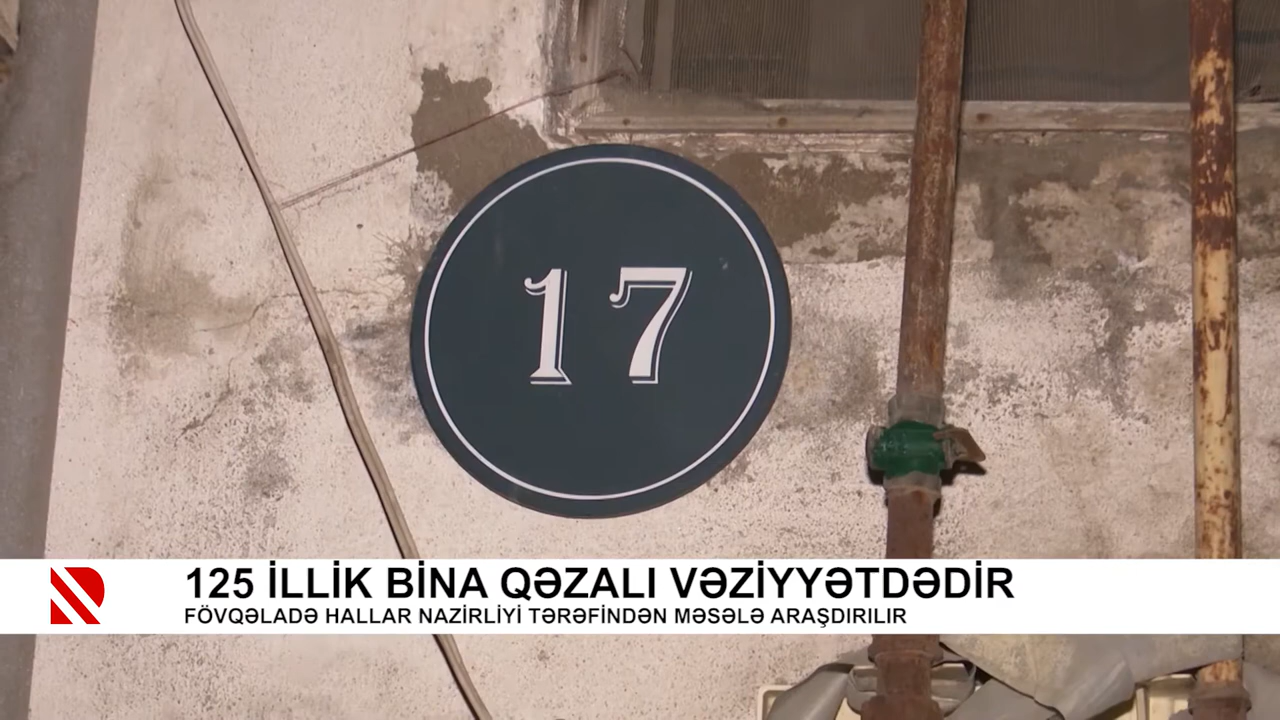 17
125 İLLİK BİNA QƏZALI VƏZİYYƏTDƏDİR
FÖVQƏLADƏ HALLAR NAZİRLİYİ TƏRƏFİNDƏN MƏSƏLƏ ARAŞDIRILIR